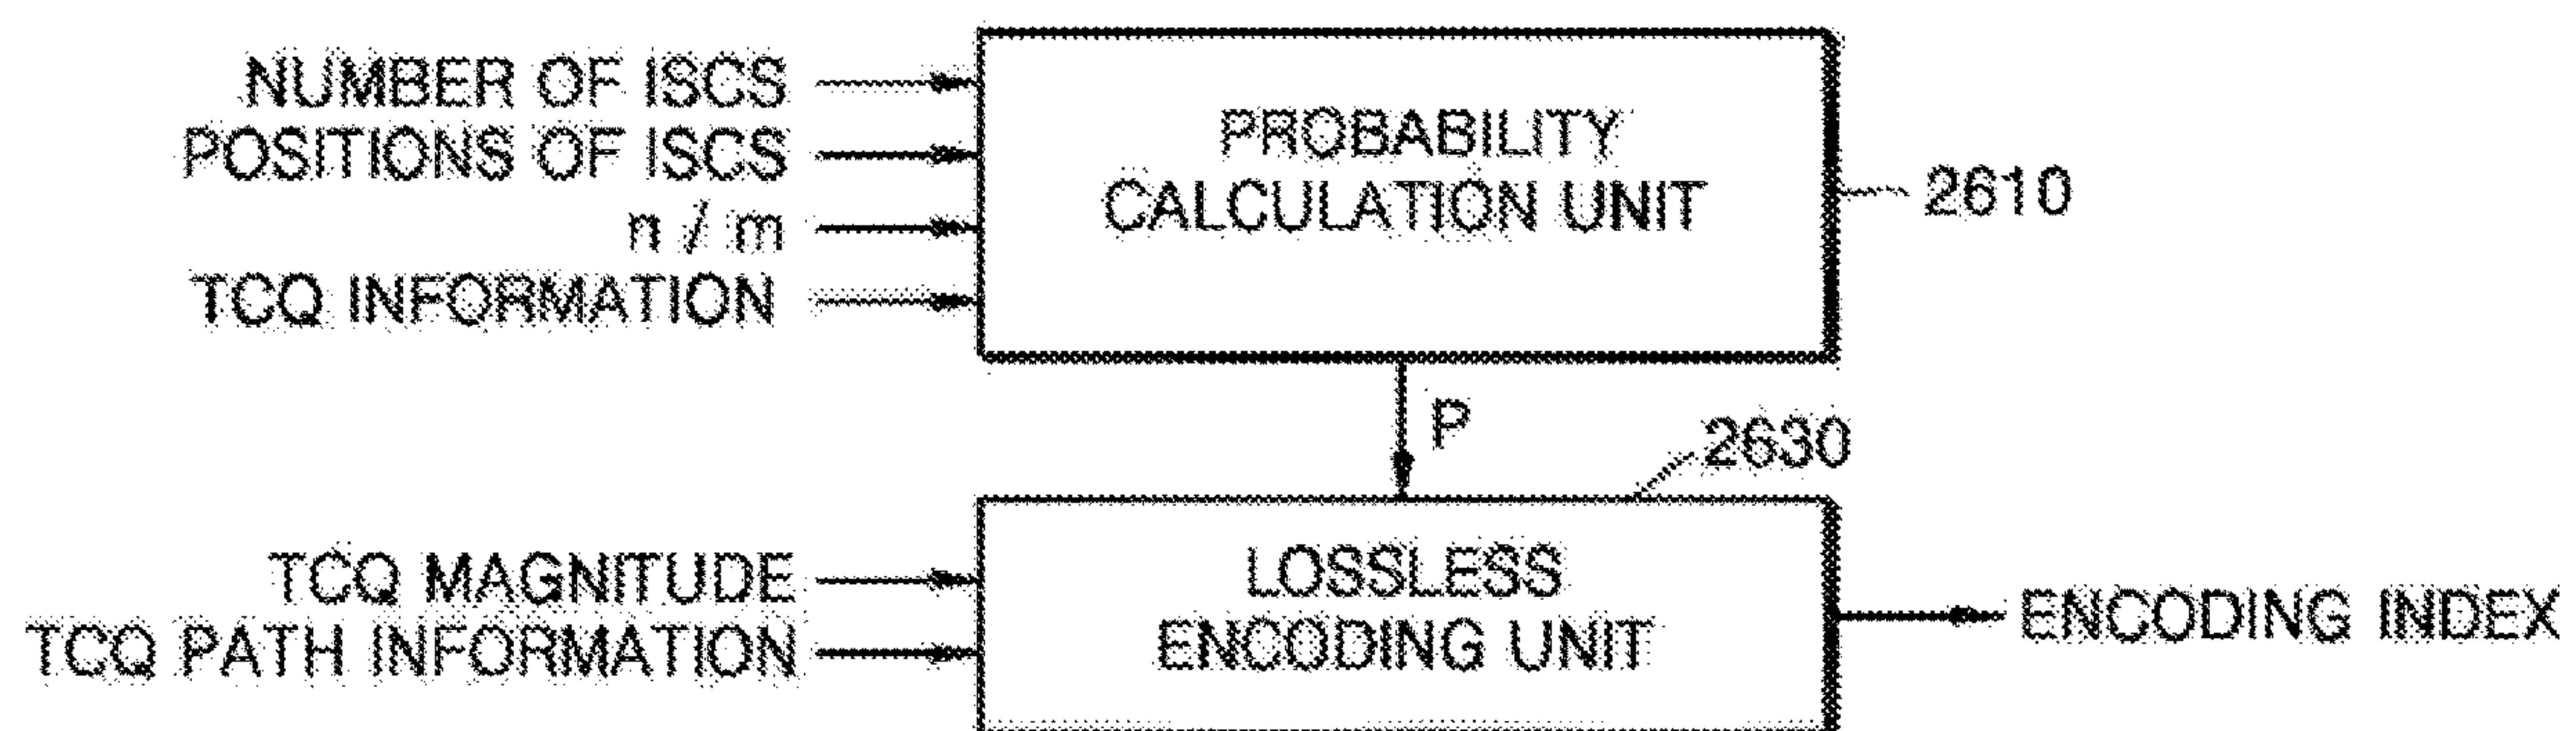 NUMBER OF ISCS
POSITIONS OF ISCS
n / m
TCQ INFORMATION
PROBABILITY
CALCULATION UNIT
2610
P
2630
TCQ MAGNITUDE
TCQ PATH INFORMATION
LOSSLESS
ENCODING UNIT
ENCODING INDEX